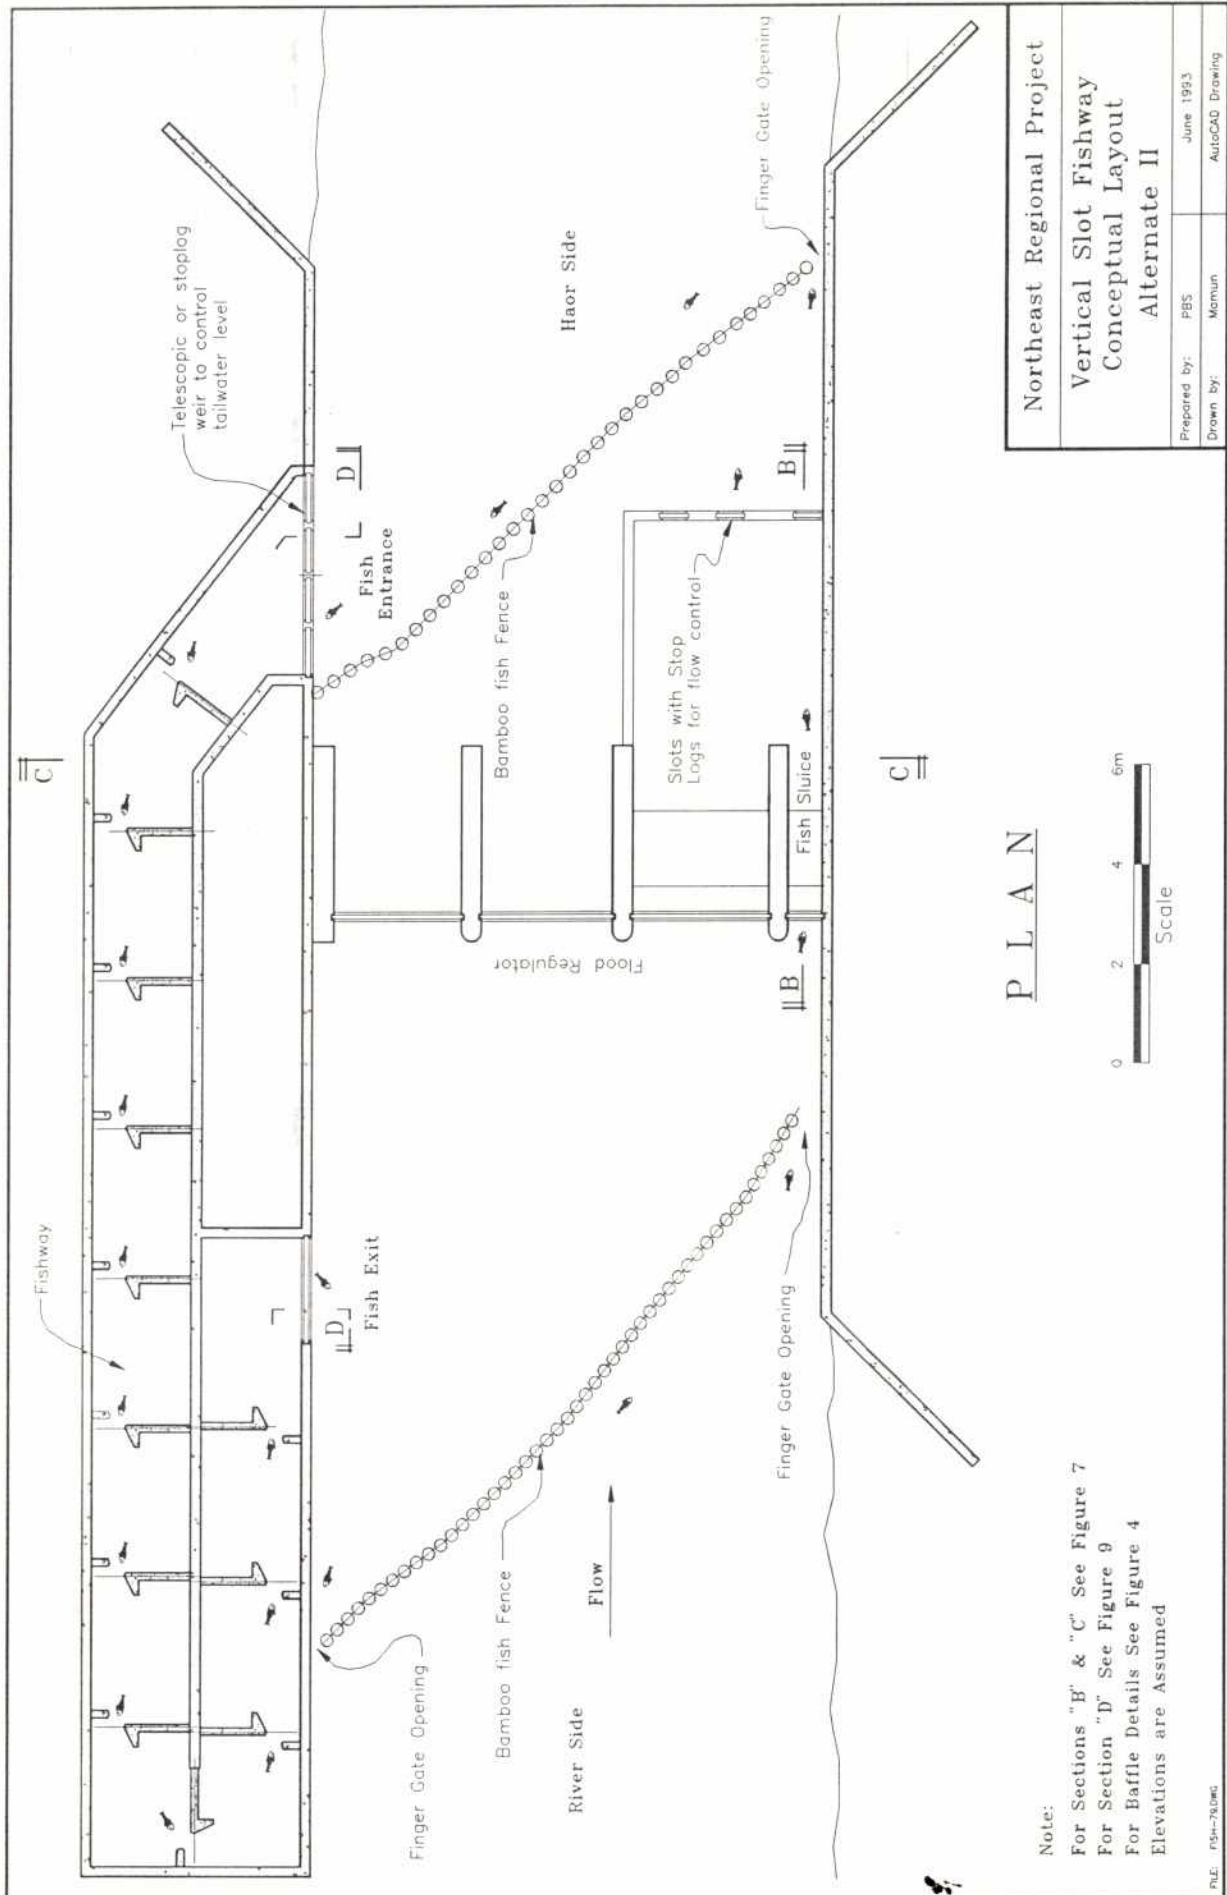 Fishway
Telescopic or stoplog
weir to control
tailwater level
C
D
Fish
Entrance
D
Fish Exit
Finger Gate Opening
Bamboo fish Fence
Bamboo fish Fence
Flood Regulator
Haor Side
River Side
Flow
Slots with Stop
Logs for flow control
Fish Sluice
B
B
Finger Gate Opening
Finger Gate Opening
C
PLAN
0 2 4 6m
Scale
Note:
For Sections "B" & "C" See Figure 7
For Section "D" See Figure 9
For Baffle Details See Figure 4
Elevations are Assumed
FILE: FISH-79.DWG
Northeast Regional Project
Vertical Slot Fishway
Conceptual Layout
Alternate II
Prepared by: PBS
June 1993
Drawn by: Mamun
AutoCAD Drawing